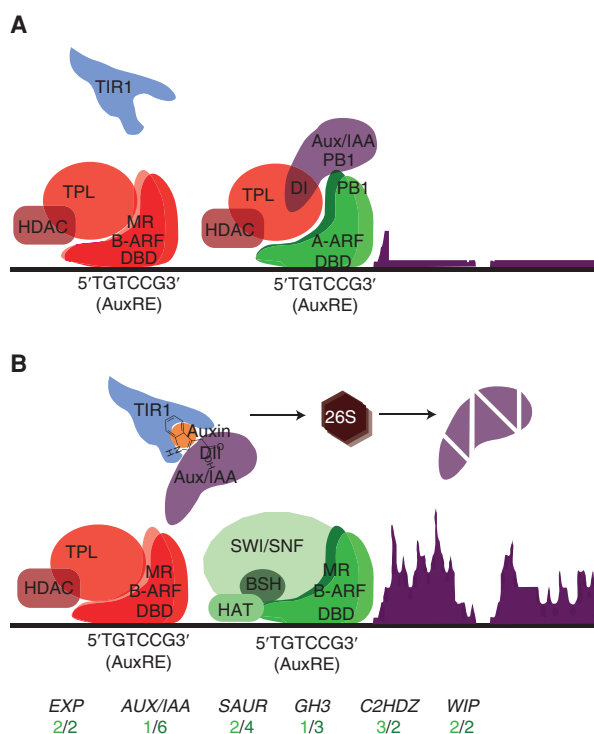 A
TIR1
Aux/IAA
PB1
TPL
TPL
DI
PB1
HDAC
MR
HDAC
B-ARF
A-ARF
DBD
DBD
5′TGTCCG3′
5′TGTCCG3′
(AuxRE)
(AuxRE)
B
TIR1
26S
Auxin
DII
N
H
O
OH
Aux/IAA
TPL
SWI/SNF
MR
MR
HDAC
BSH
B-ARF
B-ARF
HAT
DBD
DBD
5′TGTCCG3′
5′TGTCCG3′
(AuxRE)
(AuxRE)
EXP AUX/IAA SAUR GH3 C2HDZ WIP
2/2 1/6 2/4 1/3 3/2 2/2